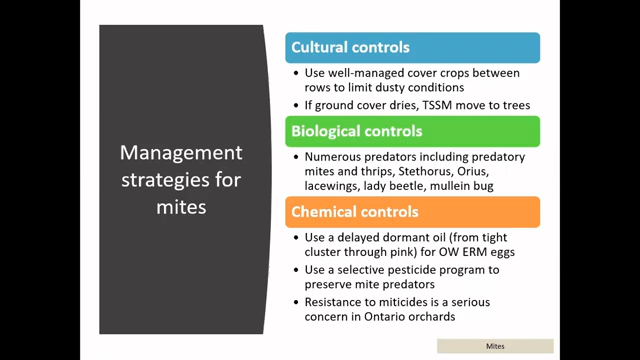 Management
strategies for
mites
Cultural controls
• Use well-managed cover crops between
rows to limit dusty conditions
• If ground cover dries, TSSM move to trees
Biological controls
• Numerous predators including predatory
mites and thrips, Stethorus, Orius,
lacewings, lady beetle, mullein bug
Chemical controls
• Use a delayed dormant oil (from tight
cluster through pink) for OW ERM eggs
• Use a selective pesticide program to
preserve mite predators
• Resistance to miticides is a serious
concern in Ontario orchards
Mites